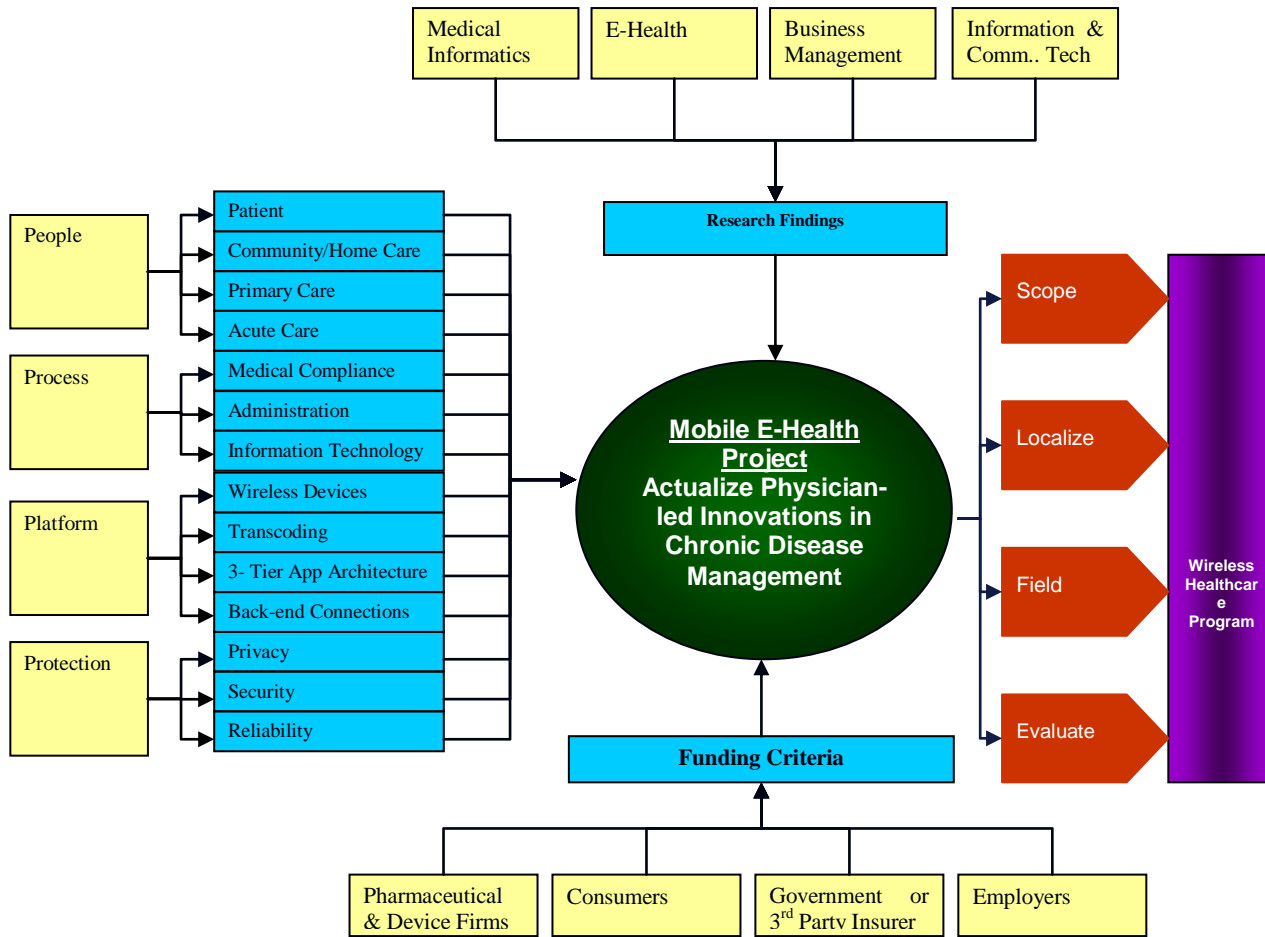 Medical
Informatics
E-Health
Business
Management
Information &
Comm.. Tech
Research Findings
People
Process
Platform
Protection
Patient
Community/Home Care
Primary Care
Acute Care
Medical Compliance
Administration
Information Technology
Wireless Devices
Transcoding
3- Tier App Architecture
Back-end Connections
Privacy
Security
Reliability
Mobile E-Health
Project
Actualize Physician-
led Innovations in
Chronic Disease
Management
Scope
Localize
Field
Evaluate
Wireless
Healthcar
e
Program
Funding Criteria
Pharmaceutical
& Device Firms
Consumers
Government or
3rd Party Insurer
Employers